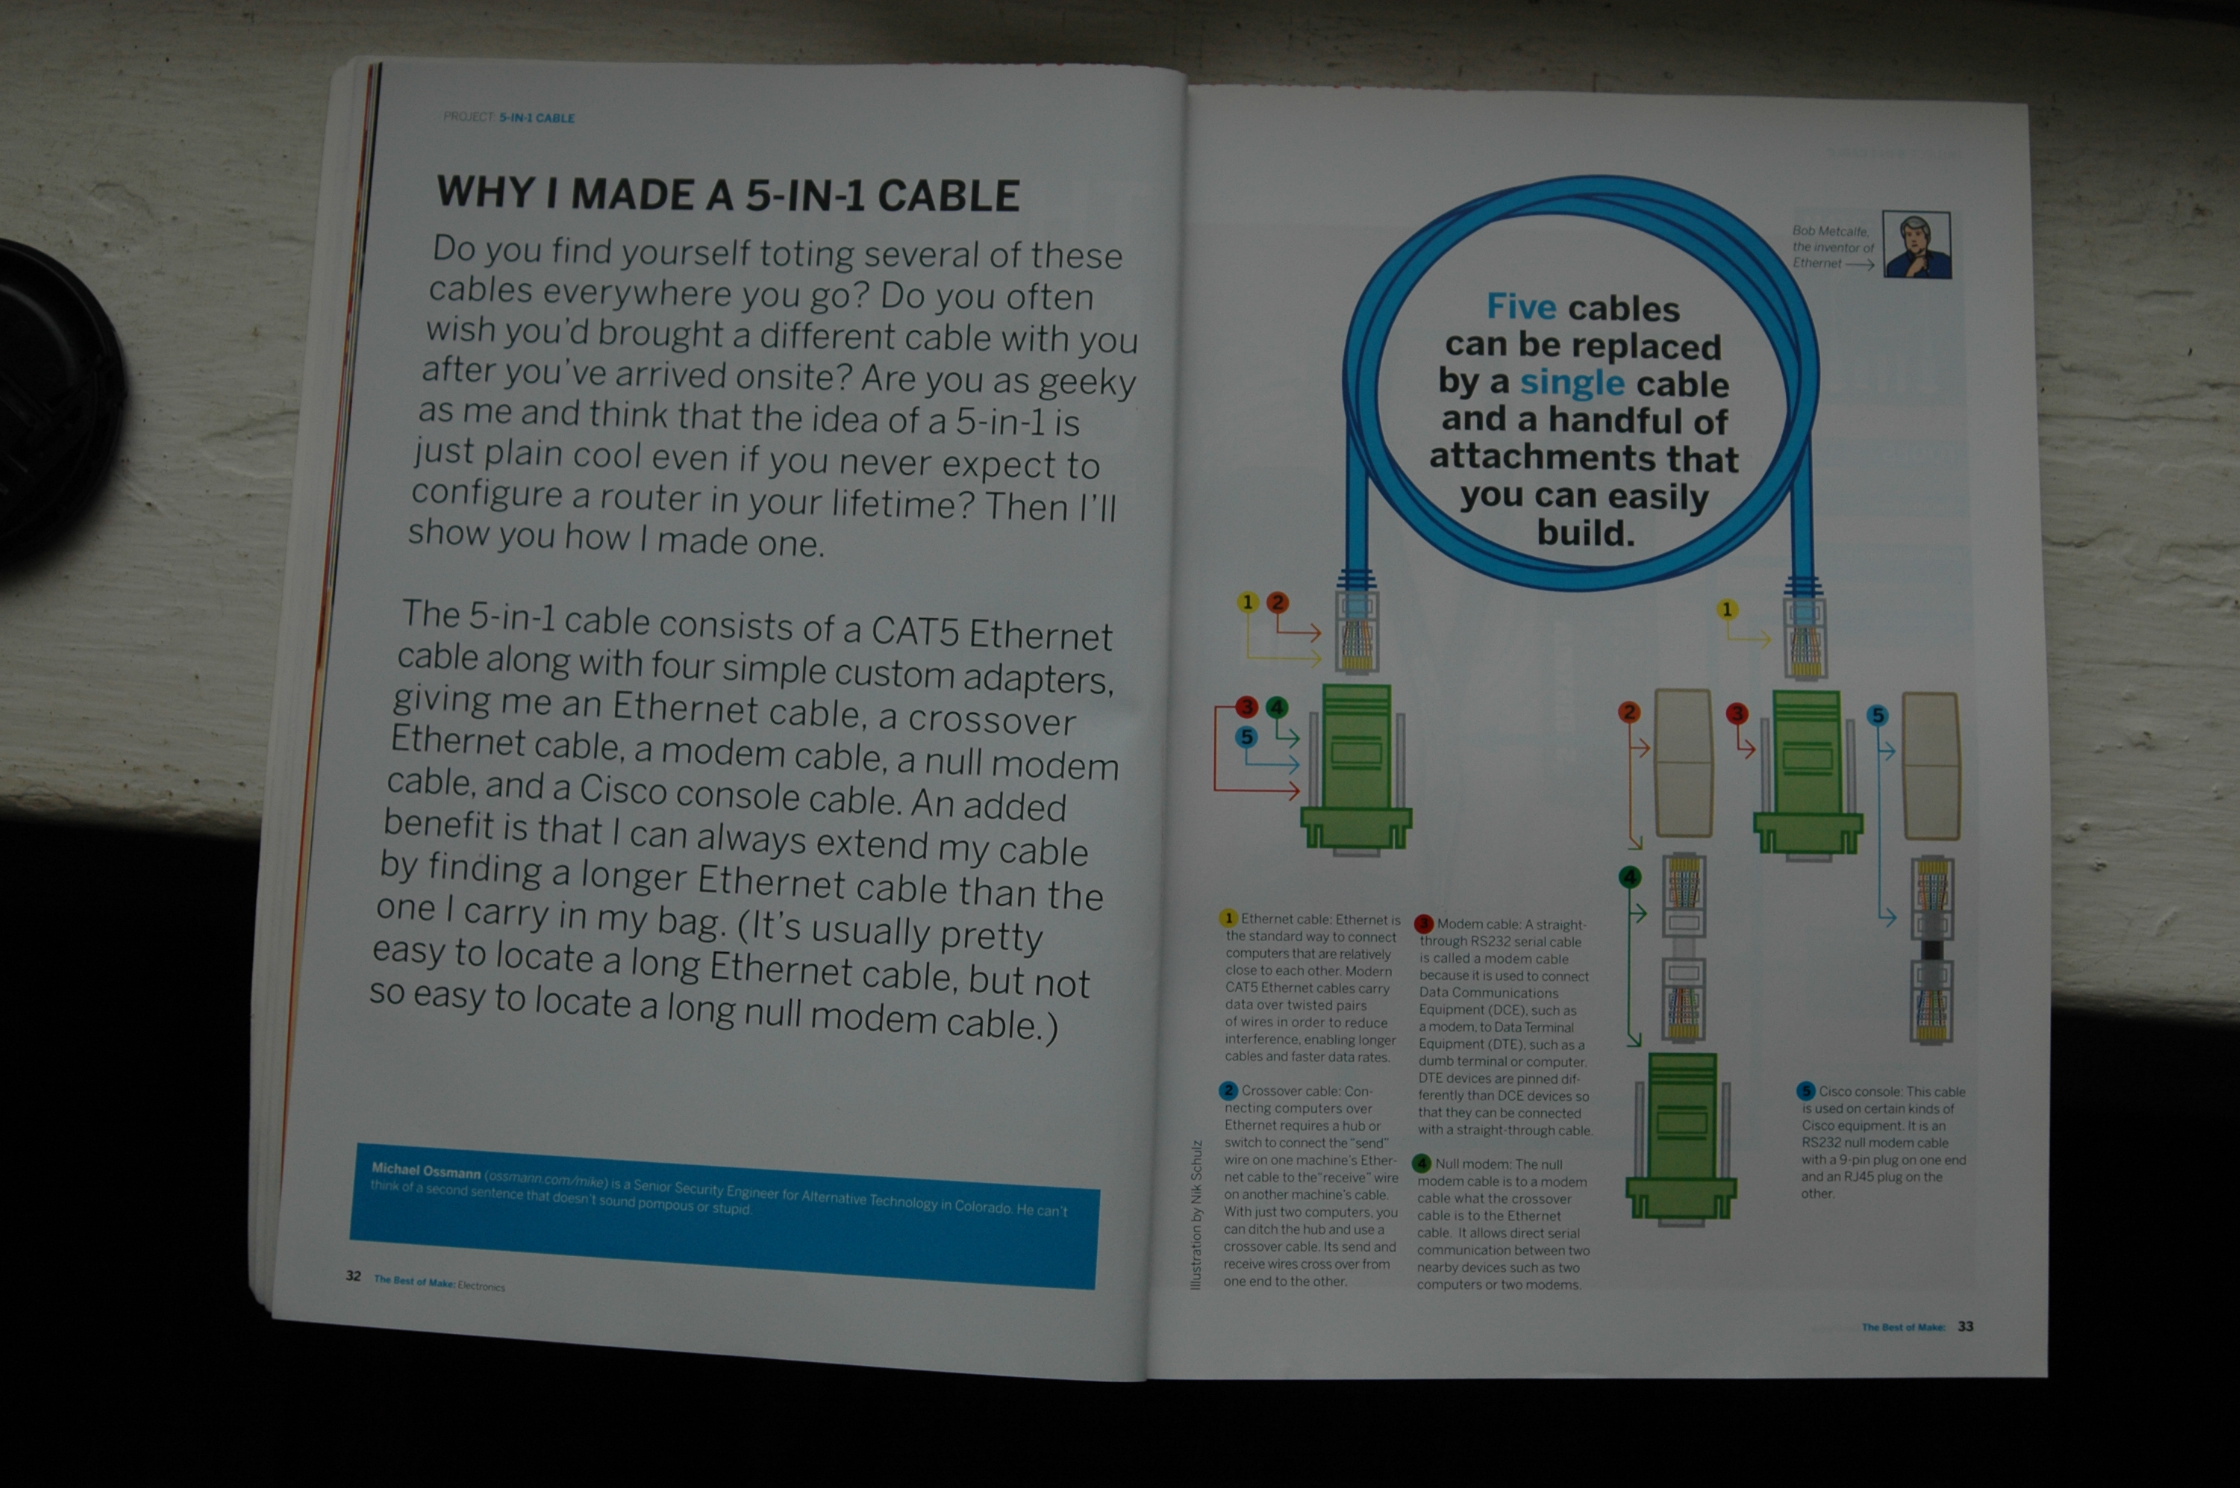 PROJECT: 5-IN-1 CABLE
WHY I MADE A 5-IN-1 CABLE
Do you find yourself toting several of these
cables everywhere you go? Do you often
wish you'd brought a different cable with you
after you've arrived onsite? Are you as geeky
as me and think that the idea of a 5-in-1 is
just plain cool even if you never expect to
configure a router in your lifetime? Then I'll
show you how I made one.
The 5-in-1 cable consists of a CAT5 Ethernet
cable along with four simple custom adapters,
giving me an Ethernet cable, a crossover
Ethernet cable, a modem cable, a null modem
cable, and a Cisco console cable. An added
benefit is that I can always extend my cable
by finding a longer Ethernet cable than the
one I carry in my bag. (It's usually pretty
easy to locate a long Ethernet cable, but not
so easy to locate a long null modem cable.)
Michael Ossmann (ossmann.com/mike) is a Senior Security Engineer for Alternative Technology in Colorado. He can't
think of a second sentence that doesn't sound pompous or stupid.
32 The Best of Make: Electronics
Bob Metcalfe,
the inventor of
Ethernet
Five cables
can be replaced
by a single cable
and a handful of
attachments that
you can easily
build.
1 2
1
3 4
5
2
3
5
4
1 Ethernet cable: Ethernet is
the standard way to connect
computers that are relatively
close to each other. Modern
CAT5 Ethernet cables carry
data over twisted pairs
of wires in order to reduce
interference, enabling longer
cables and faster data rates.
2 Crossover cable: Con-
necting computers over
Ethernet requires a hub or
switch to connect the "send"
wire on one machine's Ether-
net cable to the "receive" wire
on another machine's cable.
With just two computers, you
can ditch the hub and use a
crossover cable. Its send and
receive wires cross over from
one end to the other.
3 Modem cable: A straight-
through RS232 serial cable
is called a modem cable
because it is used to connect
Data Communications
Equipment (DCE), such as
a modem, to Data Terminal
Equipment (DTE), such as a
dumb terminal or computer.
DTE devices are pinned dif-
ferently than DCE devices so
that they can be connected
with a straight-through cable.
4 Null modem: The null
modem cable is to a modem
cable what the crossover
cable is to the Ethernet
cable. It allows direct serial
communication between two
nearby devices such as two
computers or two modems.
5 Cisco console: This cable
is used on certain kinds of
Cisco equipment. It is an
RS232 null modem cable
with a 9-pin plug on one end
and an RJ45 plug on the
other.
Illustration by Nik Schulz
The Best of Make: 33